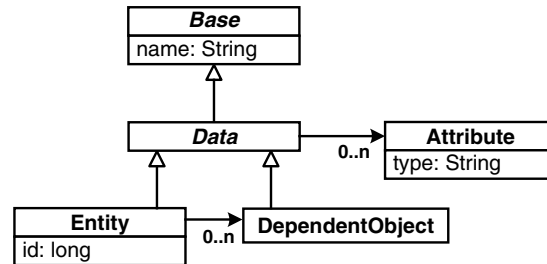 Base
name: String
Data
0..n
Attribute
type: String
Entity
id: long
0..n
DependentObject